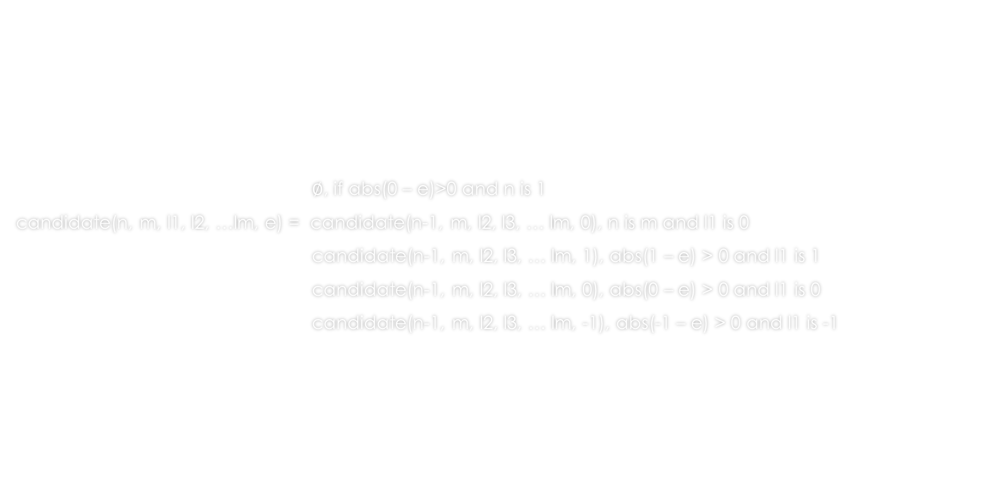 ∅, if abs(0 – e)>0 and n is 1
candidate(n, m, l1, l2, …lm, e) = candidate(n-1, m, l2, l3, … lm, 0), n is m and l1 is 0
candidate(n-1, m, l2, l3, … lm, 1), abs(1 – e) > 0 and l1 is 1
candidate(n-1, m, l2, l3, … lm, 0), abs(0 – e) > 0 and l1 is 0
candidate(n-1, m, l2, l3, … lm, -1), abs(-1 – e) > 0 and l1 is -1